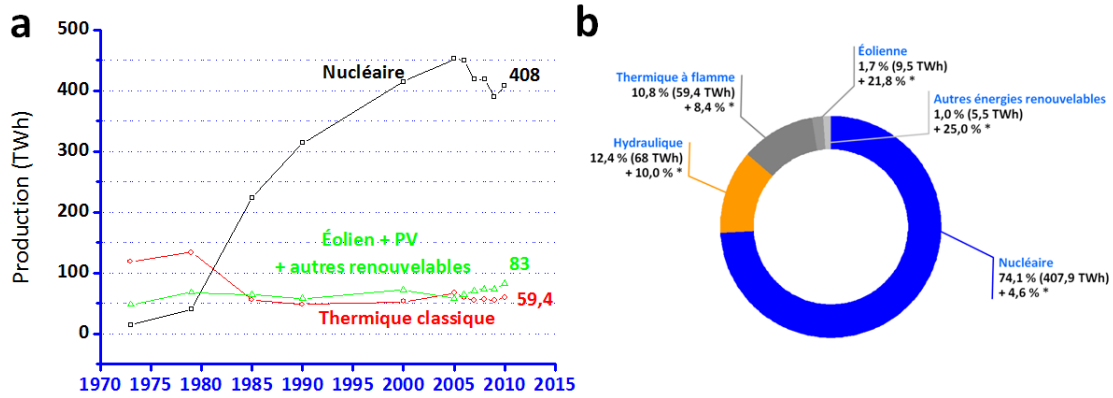 a
Production (TWh)
500
400
300
200
100
0
1970 1975 1980 1985 1990 1995 2000 2005 2010 2015
Nucléaire
408
Éolien + PV
+ autres renouvelables
83
59,4
Thermique classique
b
Éolienne
1,7 % (9,5 TWh)
+ 21,8 % *
Thermique à flamme
10,8 % (59,4 TWh)
+ 8,4 % *
Autres énergies renouvelables
1,0 % (5,5 TWh)
+ 25,0 % *
Hydraulique
12,4 % (68 TWh)
+ 10,0 % *
Nucléaire
74,1 % (407,9 TWh)
+ 4,6 % *